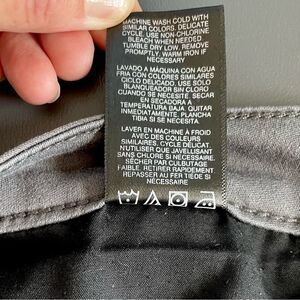 MACHINE WASH COLD WITH
SIMILAR COLORS. DELICATE
CYCLE. USE NON-CHLORINE
BLEACH WHEN NEEDED
TUMBLE DRY LOW. REMOVE
PROMPTLY. WARM IRON IF
NECESSARY
LAVADO A MÁQUINA CON AGUA
FRIA CON COLORES SIMILARES
CICLO DELICADO. USE SOLO
BLANQUEADOR SIN CLORO
CUANDO SE NECESITE. SECAR
EN SECADORA A
TEMPERATURA BAJA. QUITAR
INMEDIATAMENTE. PLANCHA
TIBIA SI SE NECESITA.
LAVER EN MACHINE À FROID
AVEC DES COULEURS
SIMILAIRES. CYCLE DÉLICAT.
UTILISER QUE JAVELLISANT
SANS CHLORE SI NÉCESSAIRE.
SÉCHER PAR CULBUTAGE
FAIBLE. RETIRER RAPIDEMENT.
REPASSER AU FER TIÈDE SI
NÉCESSAIRE